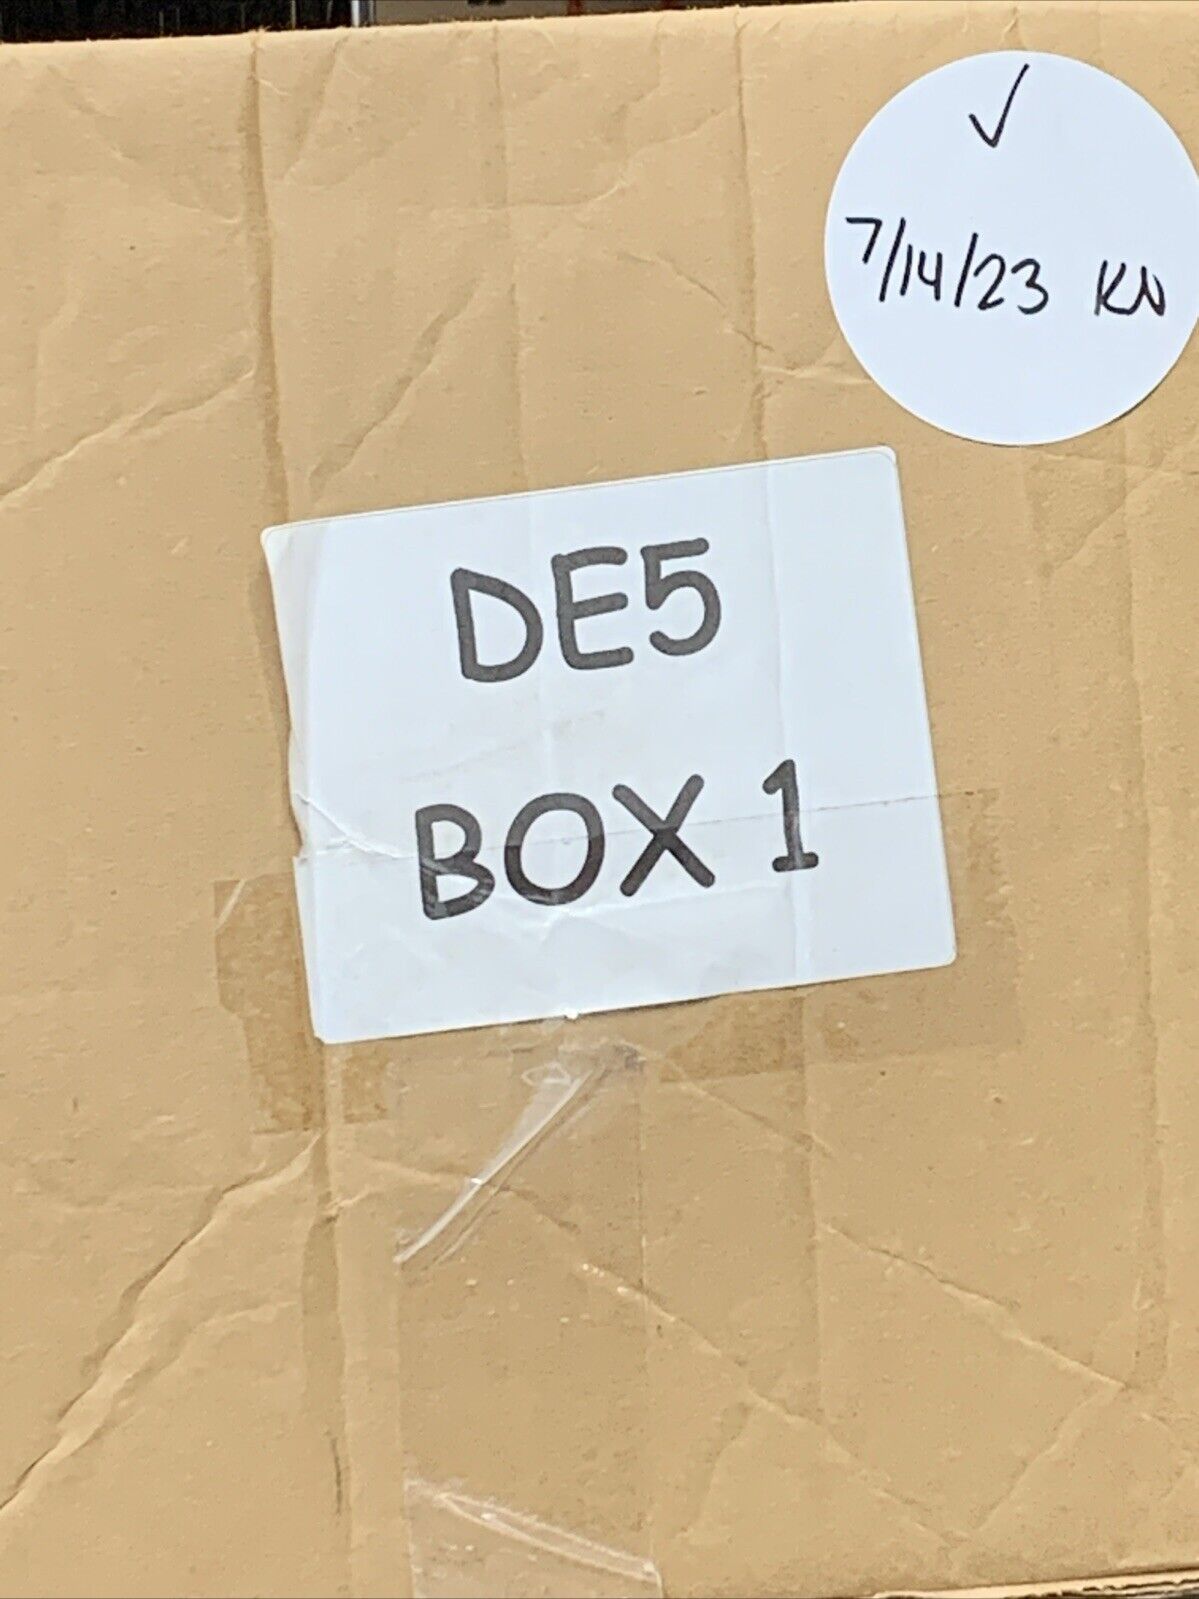 ✓
7/14/23 KN
DE5
BOX 1